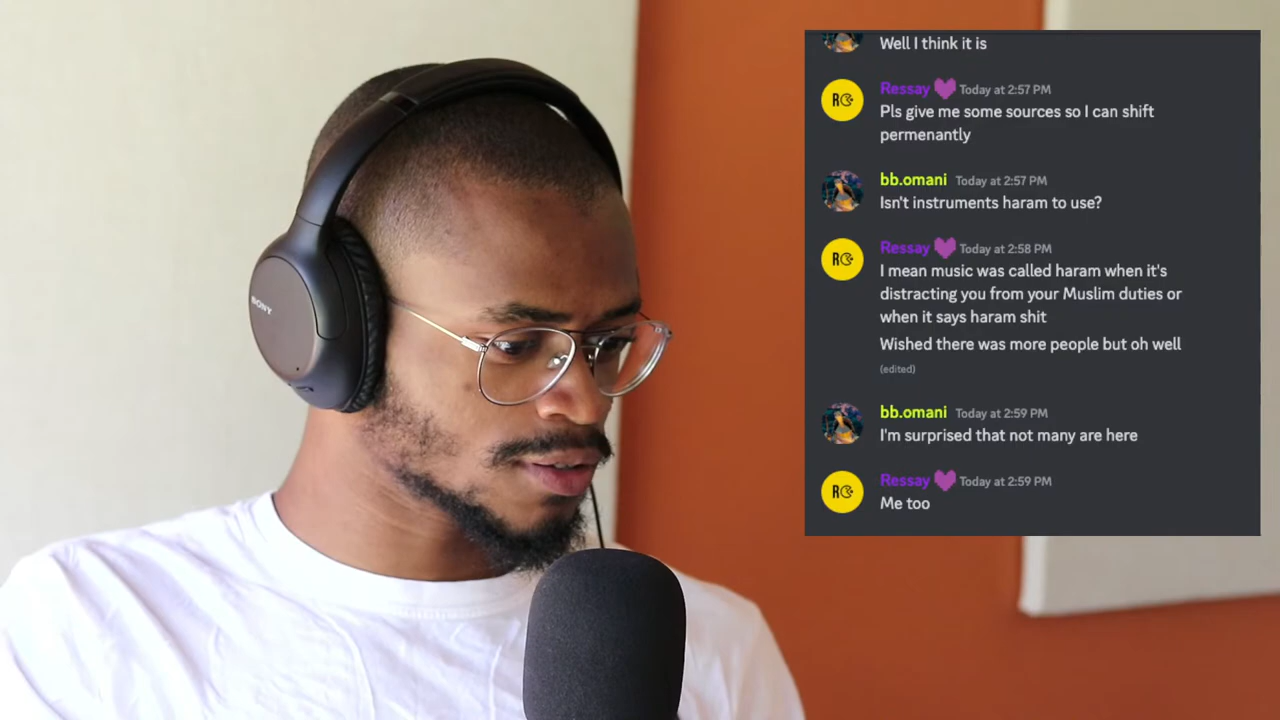 Well I think it is
Ressay Today at 2:57 PM
Pls give me some sources so I can shift
permenantly
bb.omani Today at 2:57 PM
Isn't instruments haram to use?
Ressay Today at 2:58 PM
I mean music was called haram when it's
distracting you from your Muslim duties or
when it says haram shit
Wished there was more people but oh well
(edited)
bb.omani Today at 2:59 PM
I'm surprised that not many are here
Ressay Today at 2:59 PM
Me too
SONY